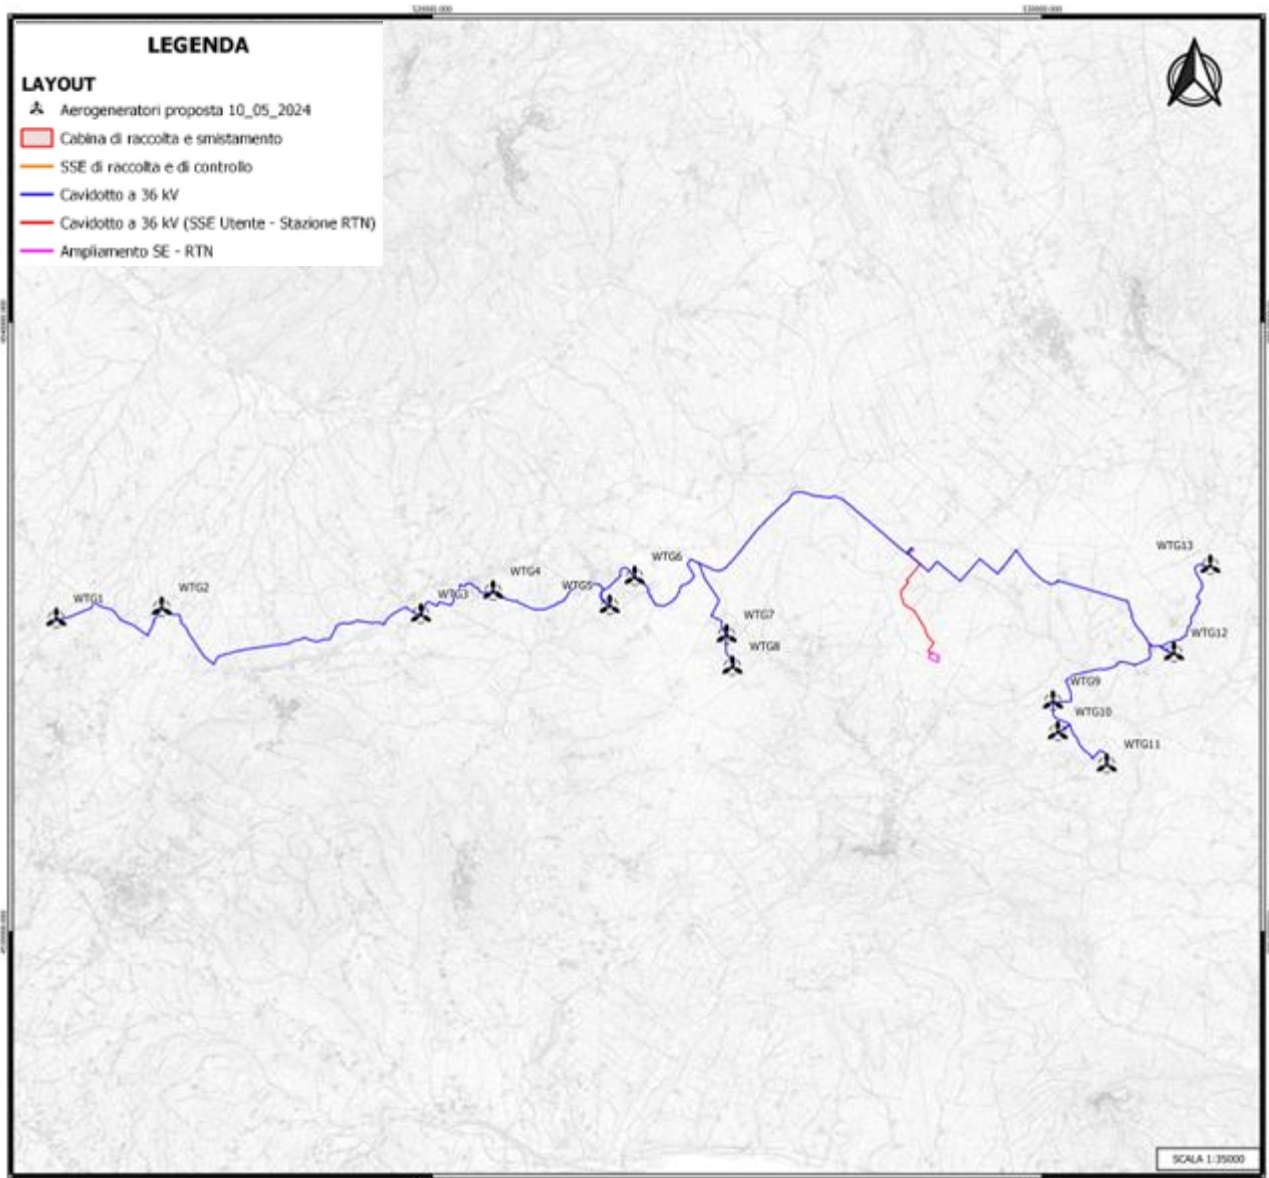 LEGENDA
LAYOUT
Aerogeneratori proposta 10_05_2024
Cabina di raccolta e smistamento
SSE di raccolta e di controllo
Cavidotto a 36 kV
Cavidotto a 36 kV (SSE Utente - Stazione RTN)
Ampliamento SE - RTN
WTG13
WTG6
WTG4
WTG5
WTG2
WTG3
WTG1
WTG7
WTG12
WTG8
WTG9
WTG10
WTG11
SCALA 1:35000